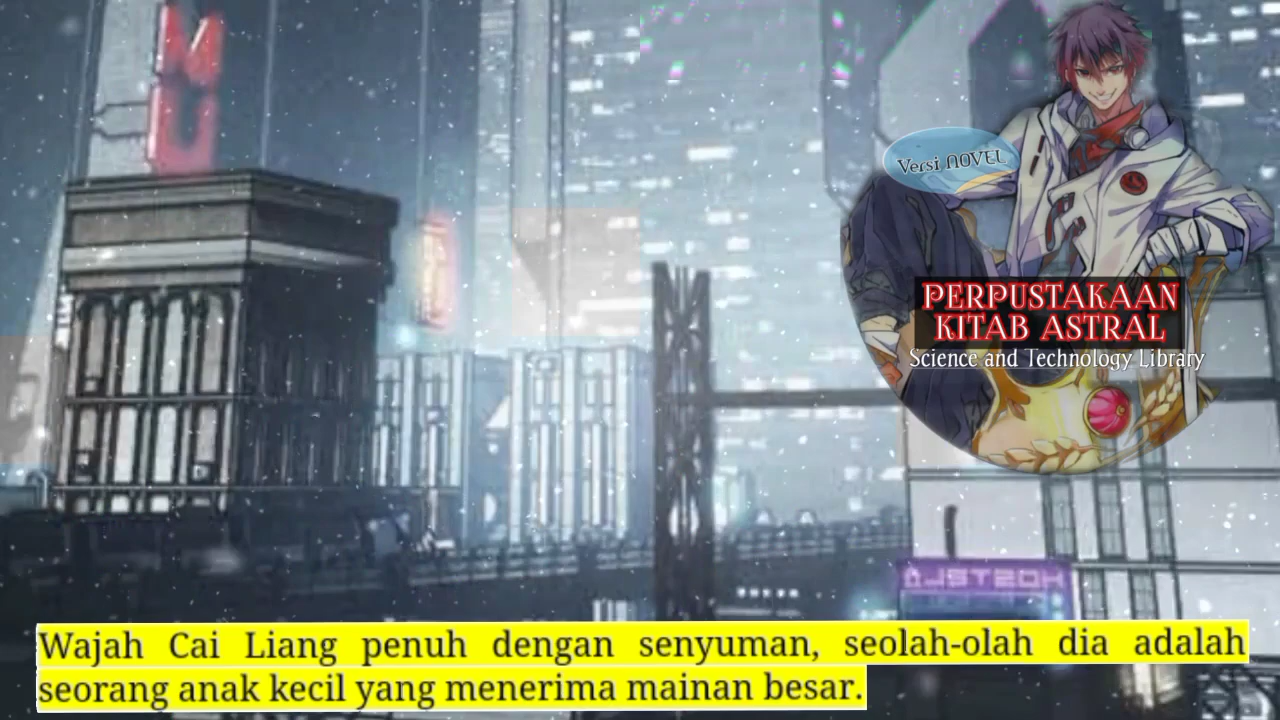 MU
Versi NOVEL
PERPUSTAKAAN
KITAB ASTRAL
Science and Technology Library
Wajah Cai Liang penuh dengan senyuman, seolah-olah dia adalah
seorang anak kecil yang menerima mainan besar.